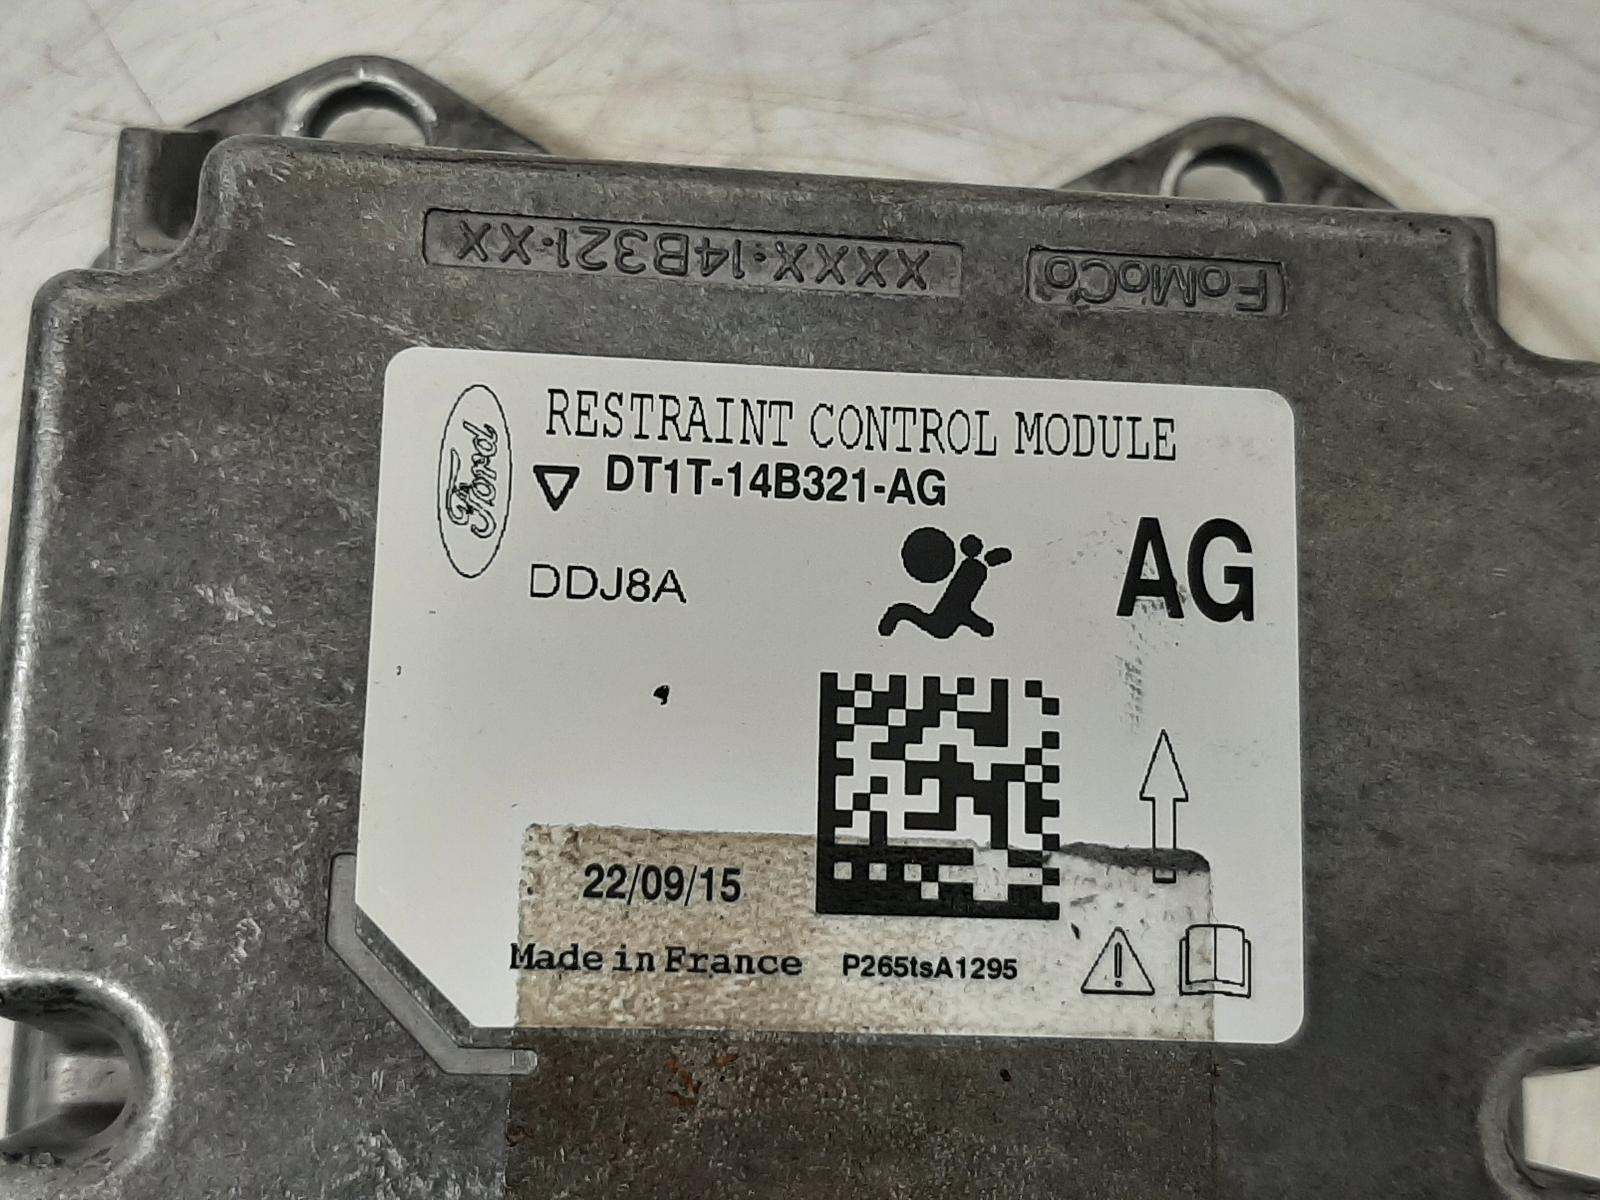 XXXX·14B321·XX
FoMoCo
Ford
RESTRAINT CONTROL MODULE
DT1T-14B321-AG
DDJ8A
AG
22/09/15
Made in France
P265tsA1295